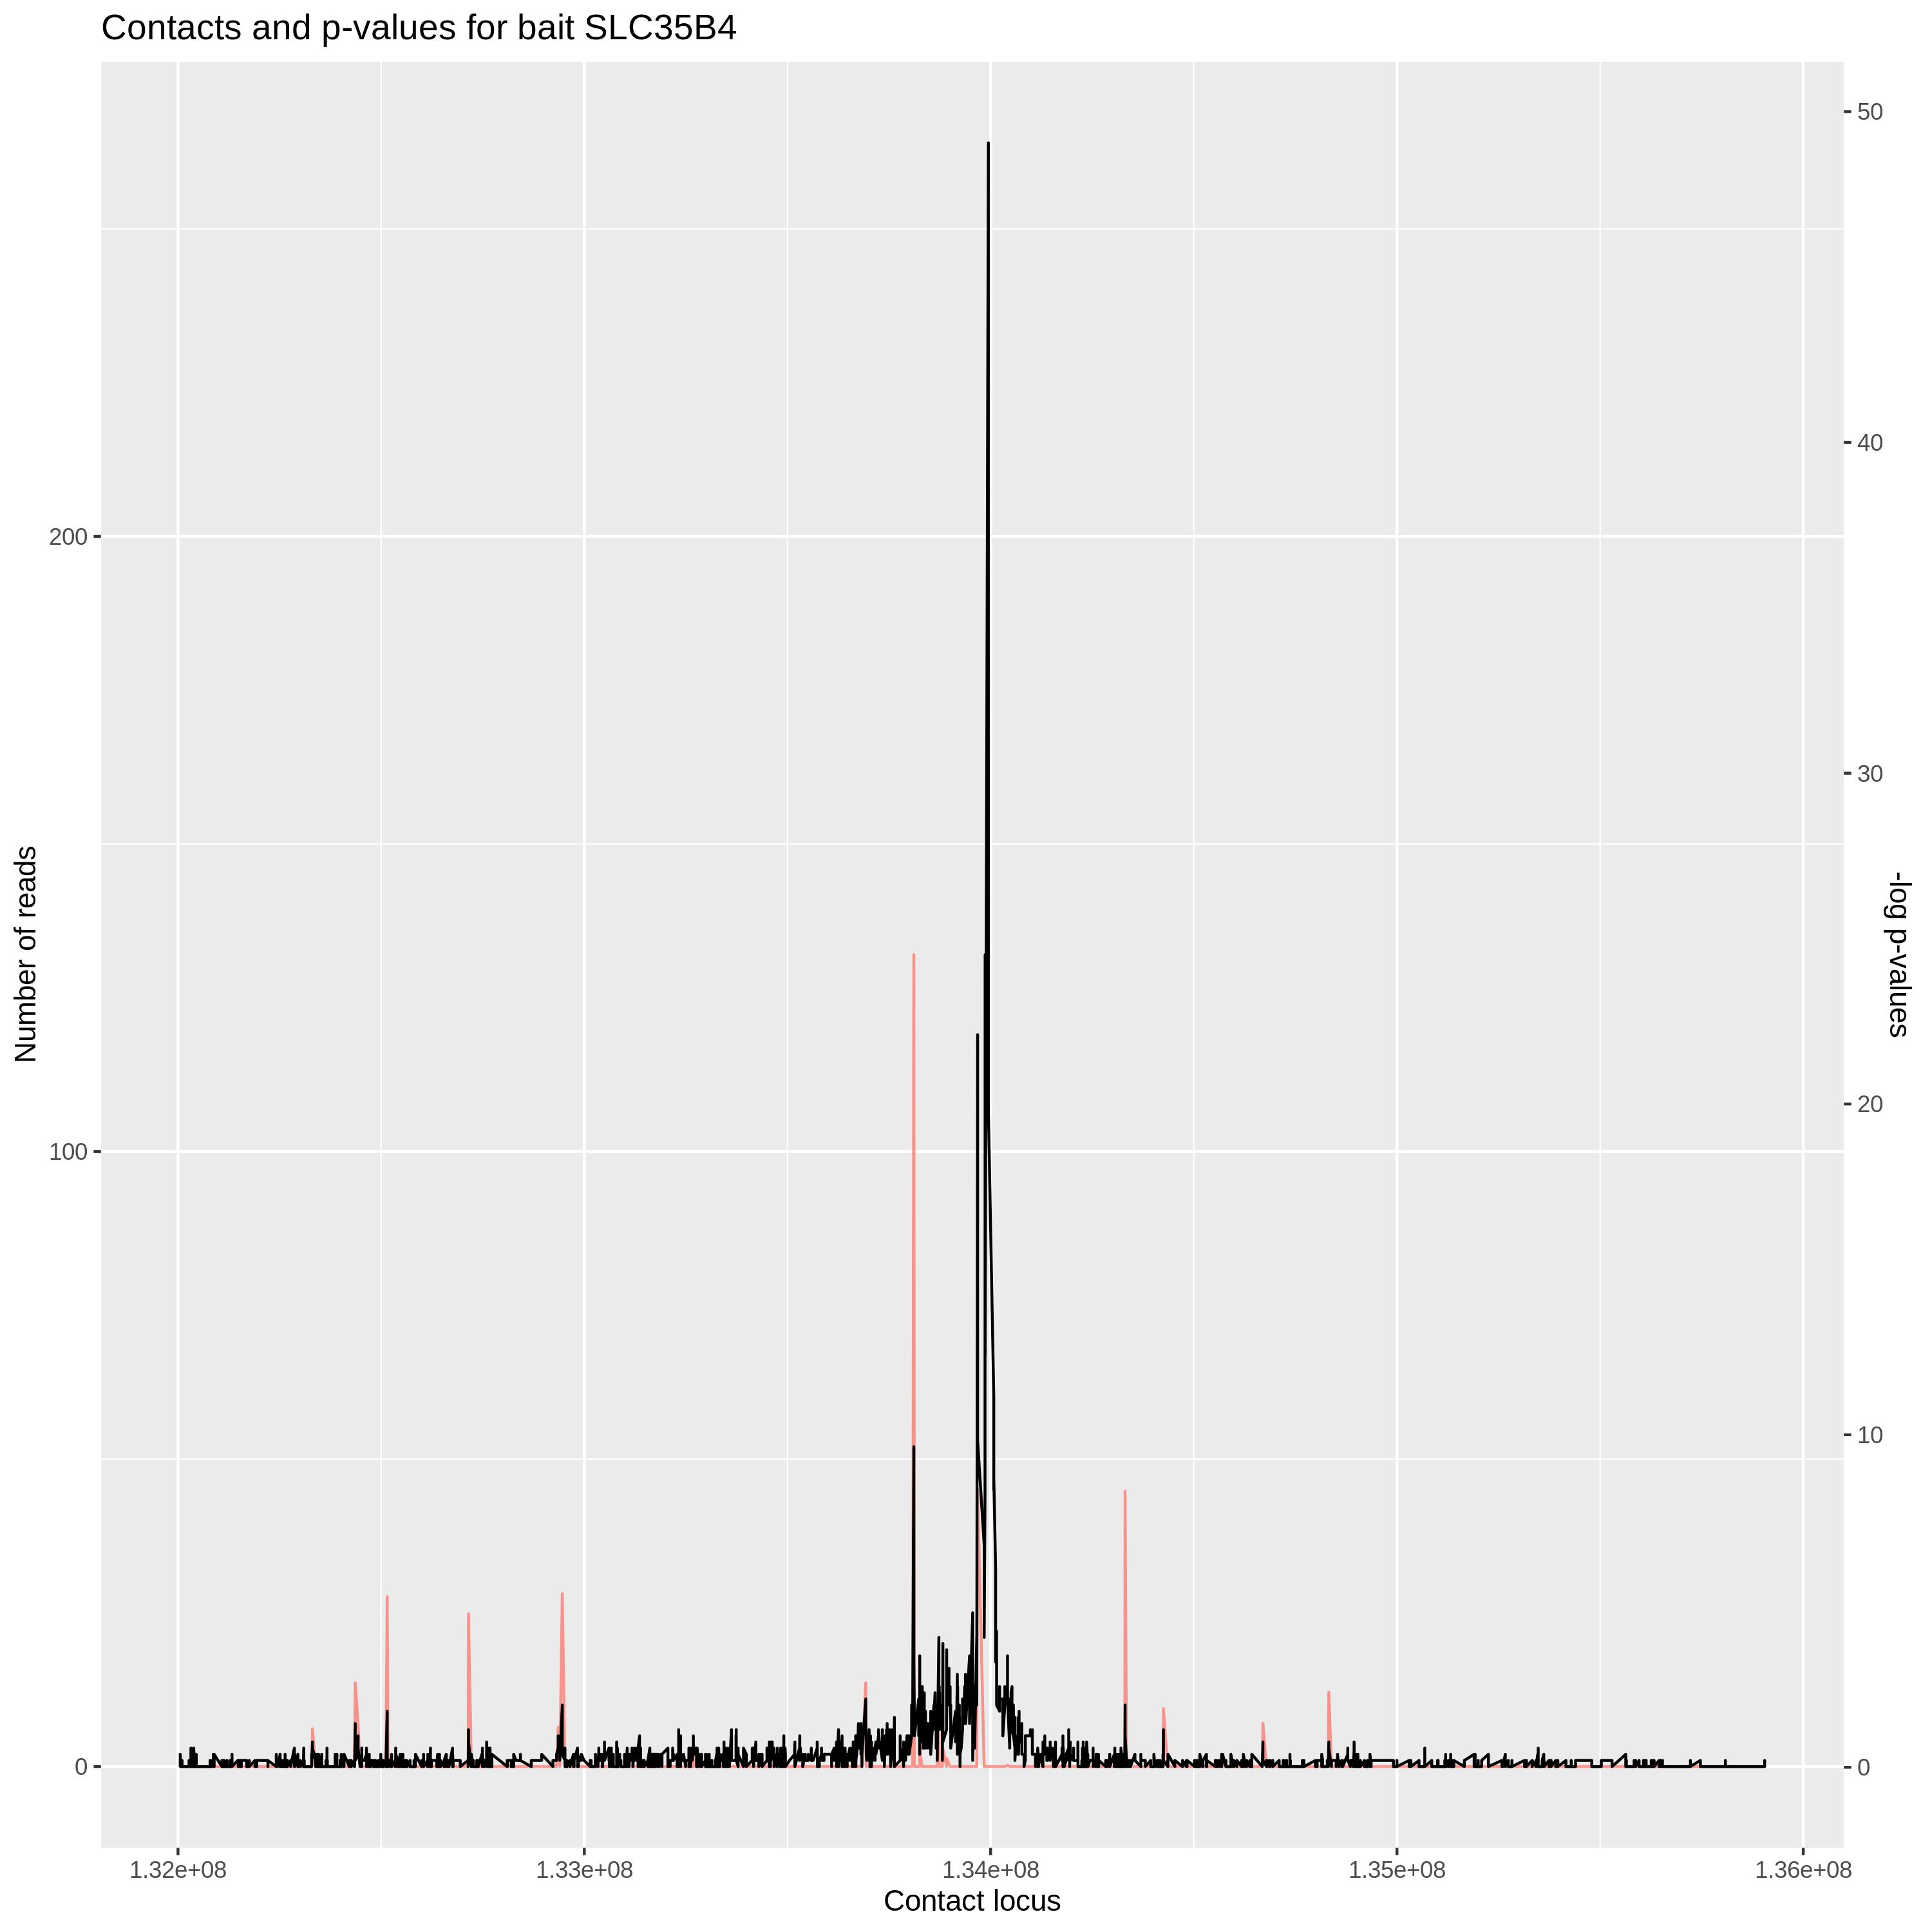 Contacts and p-values for bait SLC35B4
Number of reads
200
100
0
50
40
30
20
10
0
-log p-values
1.32e+08 1.33e+08 1.34e+08 1.35e+08 1.36e+08
Contact locus